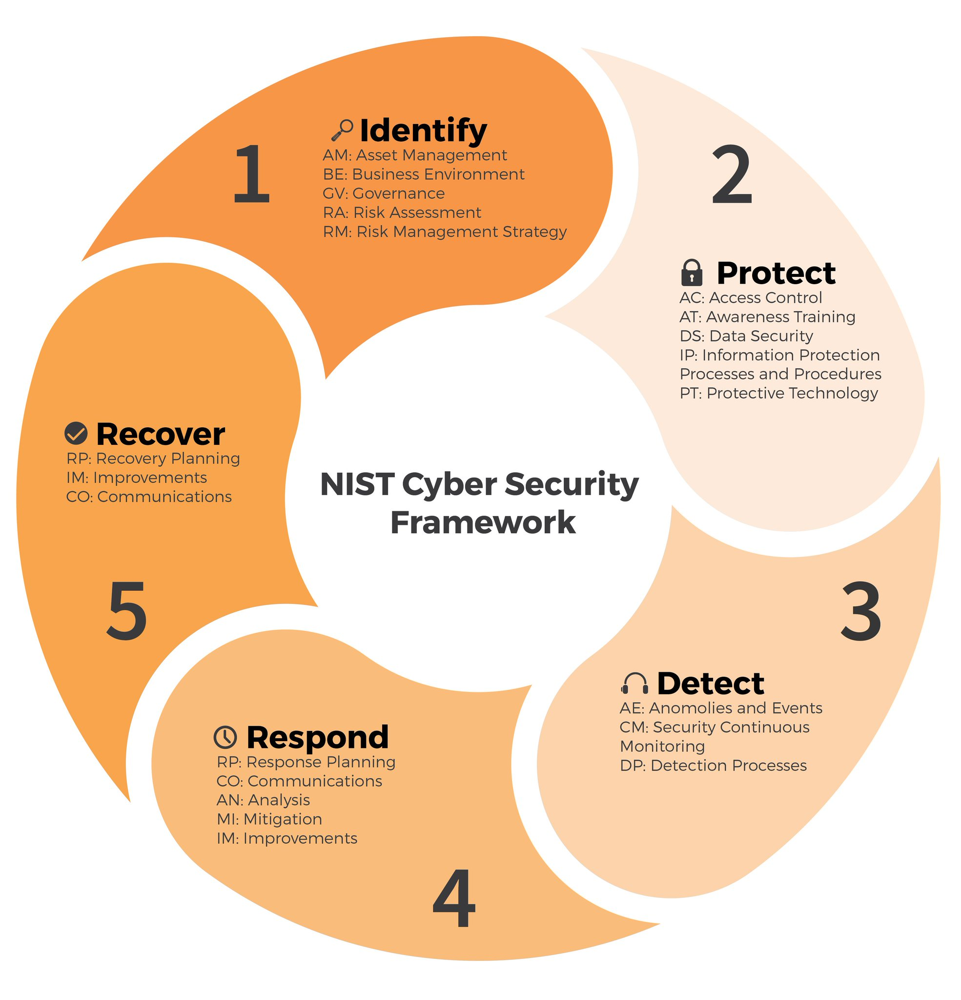 1
Identify
AM: Asset Management
BE: Business Environment
GV: Governance
RA: Risk Assessment
RM: Risk Management Strategy
2
Protect
AC: Access Control
AT: Awareness Training
DS: Data Security
IP: Information Protection
Processes and Procedures
PT: Protective Technology
3
Detect
AE: Anomolies and Events
CM: Security Continuous
Monitoring
DP: Detection Processes
4
Respond
RP: Response Planning
CO: Communications
AN: Analysis
MI: Mitigation
IM: Improvements
5
Recover
RP: Recovery Planning
IM: Improvements
CO: Communications
NIST Cyber Security
Framework